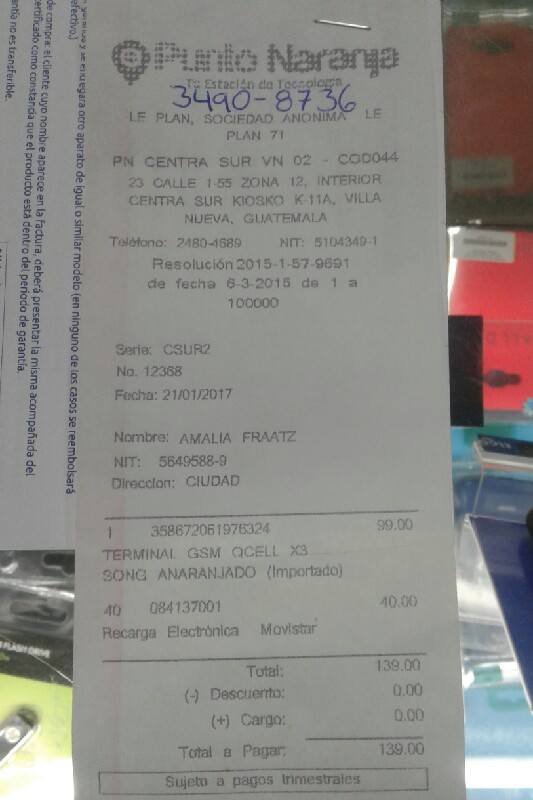 Punto Naranja
Tu Estación de Tecnología
3490-8736
LE PLAN, SOCIEDAD ANONIMA LE
PLAN 71
PN CENTRA SUR VN 02 - COD044
23 CALLE 1-55 ZONA 12, INTERIOR
CENTRA SUR KIOSKO K-11A, VILLA
NUEVA, GUATEMALA
Teléfono: 2480-4689 NIT: 5104349-1
Resolución 2015-1-57-9691
de fecha 6-3-2015 de 1 a
100000
Serie: CSUR2
No. 12368
Fecha: 21/01/2017
Nombre: AMALIA FRAATZ
NIT: 5649588-9
Direccion: CIUDAD
1 358672061976324 99.00
TERMINAL GSM QCELL X3
SONG ANARANJADO (Importado)
40 084137001 40.00
Recarga Electrónica Movistar
Total: 139.00
(-) Descuento: 0.00
(+) Cargo: 0.00
Total a Pagar: 139.00
Sujeto a pagos trimestrales
y se entregara otro aparato de igual o similar modelo (en ninguno de los casos se reembolsará
efectivo.)
de compra: el cliente cuyo nombre aparece en la factura, deberá presentar la misma acompañada del
certificado como constancia que el producto está dentro del periodo de garantía.
antía no es transferible.
FLASH DRIVE